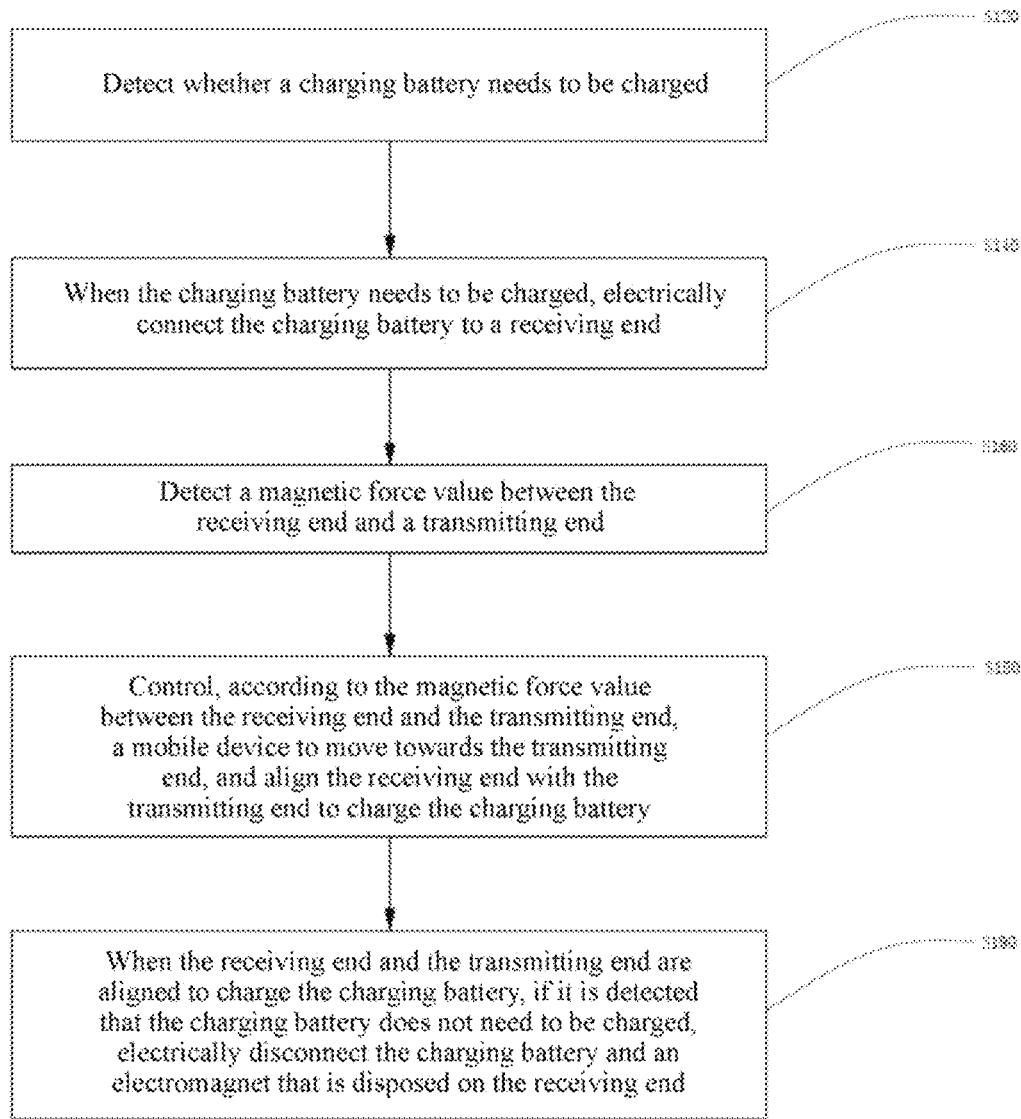 S120
Detect whether a charging battery needs to be charged
S140
When the charging battery needs to be charged, electrically
connect the charging battery to a receiving end
S160
Detect a magnetic force value between the
receiving end and a transmitting end
S180
Control, according to the magnetic force value
between the receiving end and the transmitting end,
a mobile device to move towards the transmitting
end, and align the receiving end with the
transmitting end to charge the charging battery
S190
When the receiving end and the transmitting end are
aligned to charge the charging battery, if it is detected
that the charging battery does not need to be charged,
electrically disconnect the charging battery and an
electromagnet that is disposed on the receiving end